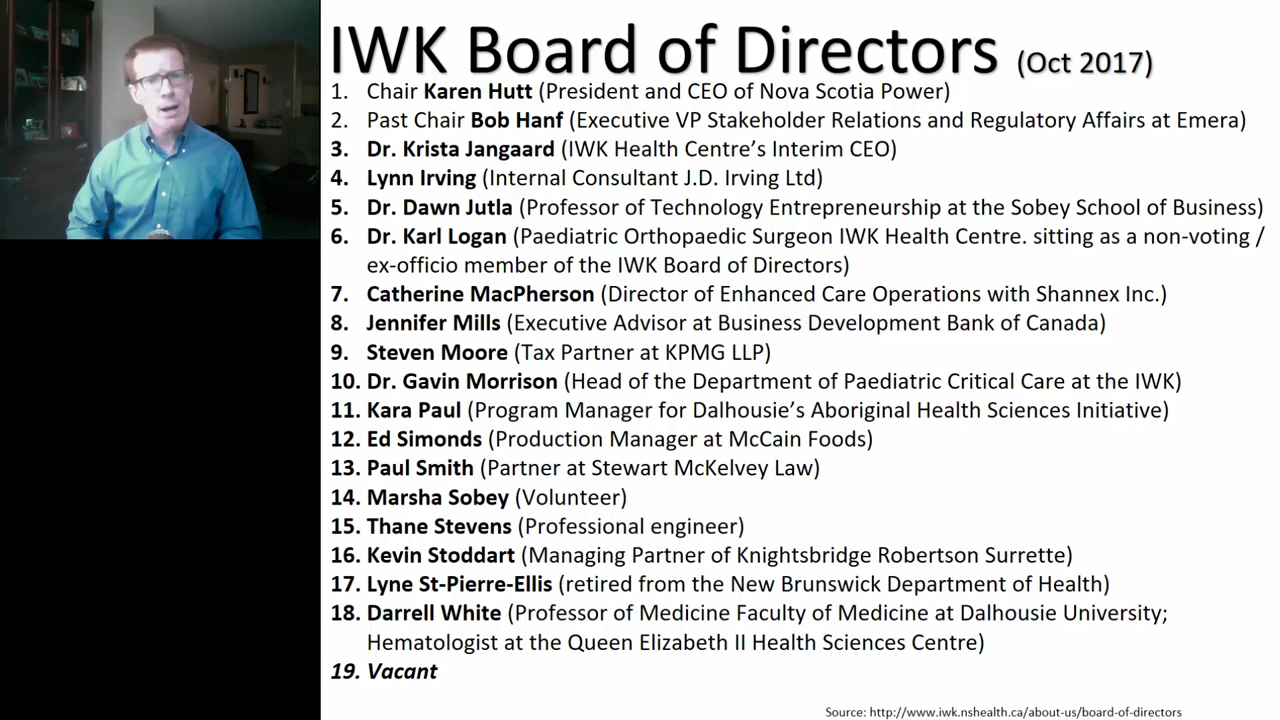 IWK Board of Directors (Oct 2017)
1. Chair Karen Hutt (President and CEO of Nova Scotia Power)
2. Past Chair Bob Hanf (Executive VP Stakeholder Relations and Regulatory Affairs at Emera)
3. Dr. Krista Jangaard (IWK Health Centre's Interim CEO)
4. Lynn Irving (Internal Consultant J.D. Irving Ltd)
5. Dr. Dawn Jutla (Professor of Technology Entrepreneurship at the Sobey School of Business)
6. Dr. Karl Logan (Paediatric Orthopaedic Surgeon IWK Health Centre. sitting as a non-voting /
ex-officio member of the IWK Board of Directors)
7. Catherine MacPherson (Director of Enhanced Care Operations with Shannex Inc.)
8. Jennifer Mills (Executive Advisor at Business Development Bank of Canada)
9. Steven Moore (Tax Partner at KPMG LLP)
10. Dr. Gavin Morrison (Head of the Department of Paediatric Critical Care at the IWK)
11. Kara Paul (Program Manager for Dalhousie's Aboriginal Health Sciences Initiative)
12. Ed Simonds (Production Manager at McCain Foods)
13. Paul Smith (Partner at Stewart McKelvey Law)
14. Marsha Sobey (Volunteer)
15. Thane Stevens (Professional engineer)
16. Kevin Stoddart (Managing Partner of Knightsbridge Robertson Surrette)
17. Lyne St-Pierre-Ellis (retired from the New Brunswick Department of Health)
18. Darrell White (Professor of Medicine Faculty of Medicine at Dalhousie University;
Hematologist at the Queen Elizabeth II Health Sciences Centre)
19. Vacant
Source: http://www.iwk.nshealth.ca/about-us/board-of-directors